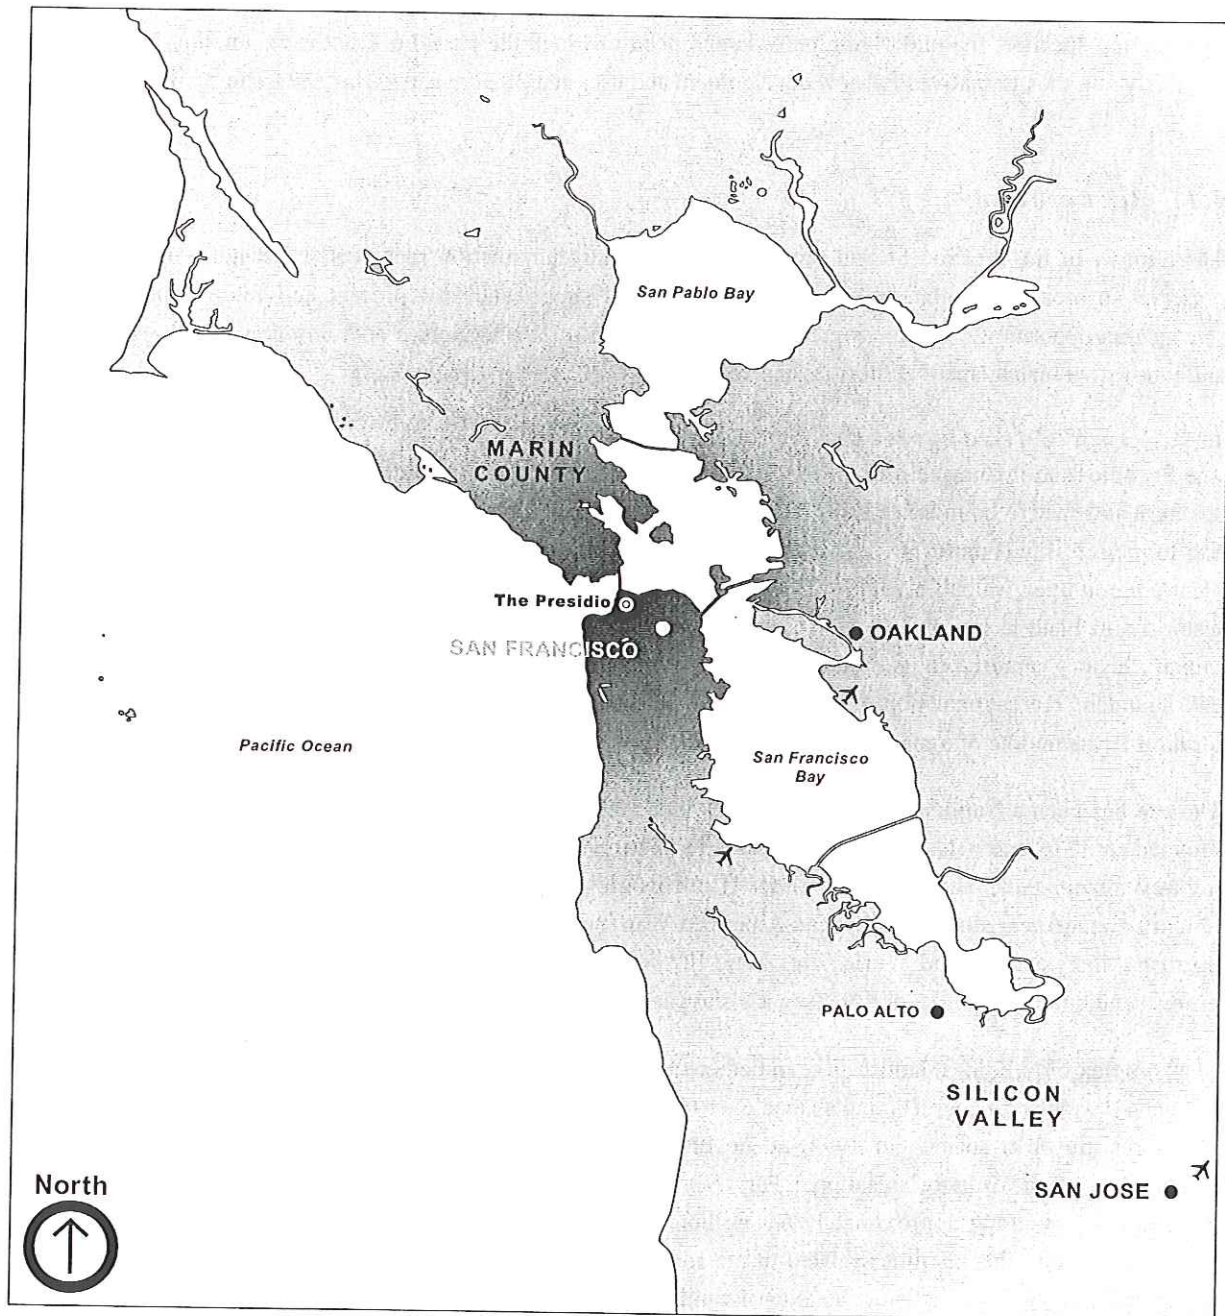 San Pablo Bay
MARIN
COUNTY
The Presidio
SAN FRANCISCO
OAKLAND
Pacific Ocean
San Francisco
Bay
PALO ALTO
SILICON
VALLEY
North
SAN JOSE